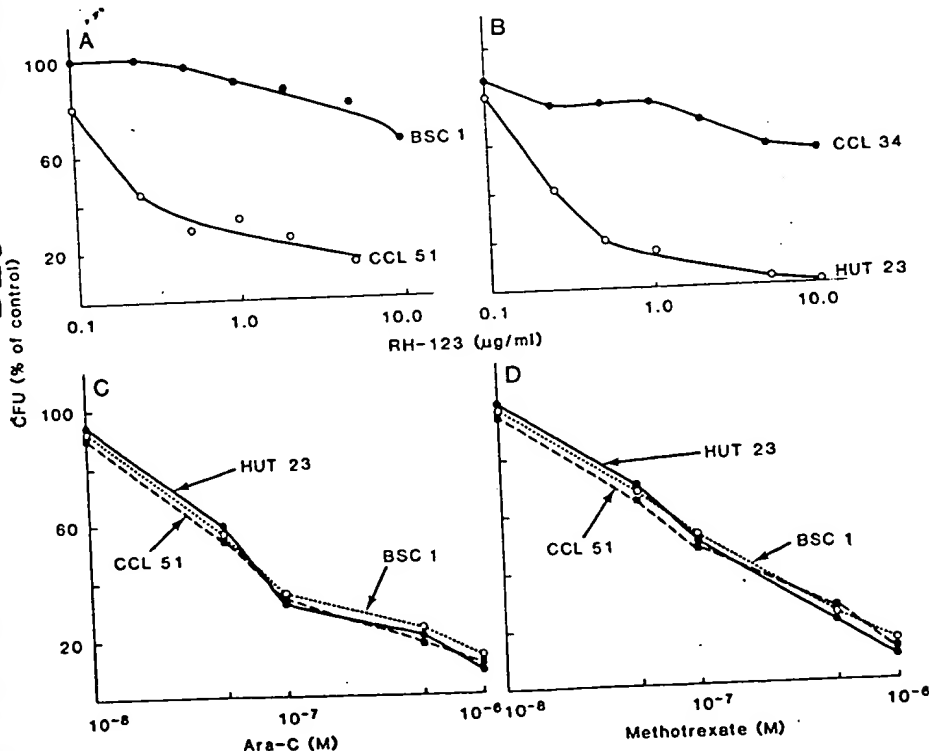 A
B
100
60
20
BSC 1
CCL 51
CCL 34
HUT 23
0.1
1.0
10.0
0.1
1.0
10.0
RH-123 (µg/ml)
CFU (% of control)
C
D
100
60
20
HUT 23
CCL 51
BSC 1
HUT 23
CCL 51
BSC 1
10⁻⁸
10⁻⁷
10⁻⁶
10⁻⁸
10⁻⁷
10⁻⁶
Ara-C (M)
Methotrexate (M)